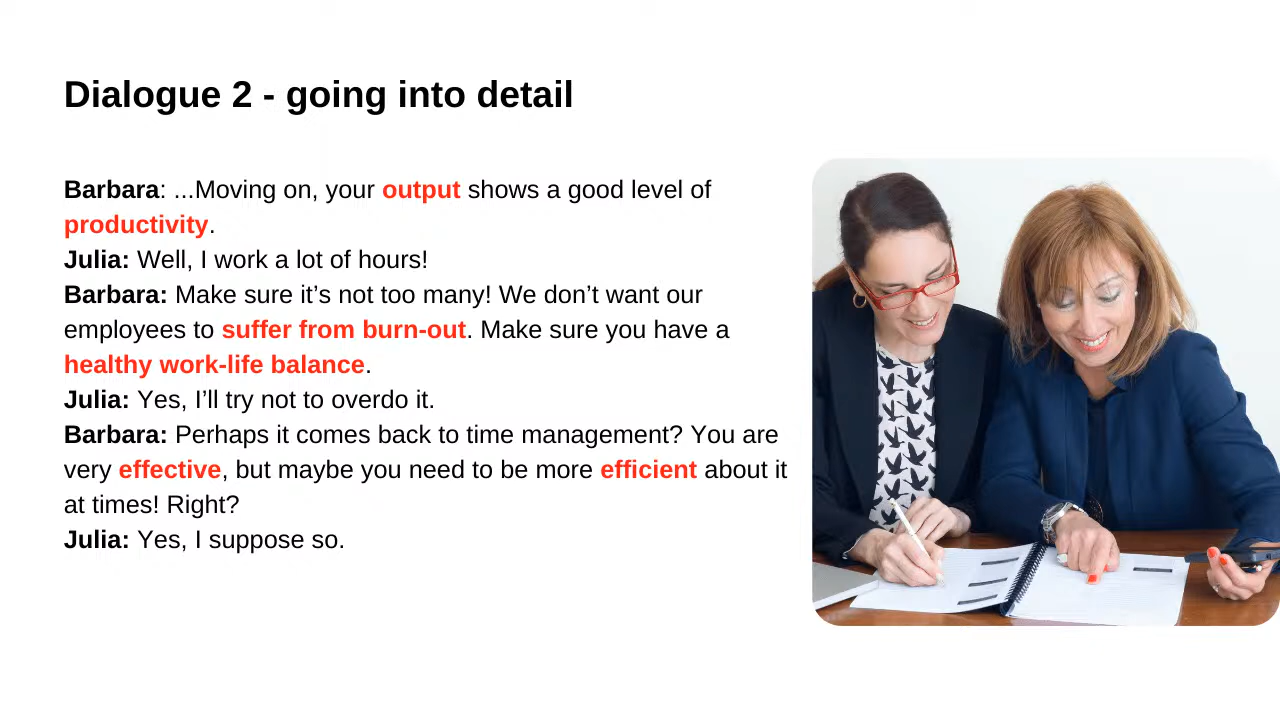 Dialogue 2 - going into detail
Barbara: ...Moving on, your output shows a good level of
productivity.
Julia: Well, I work a lot of hours!
Barbara: Make sure it’s not too many! We don’t want our
employees to suffer from burn-out. Make sure you have a
healthy work-life balance.
Julia: Yes, I’ll try not to overdo it.
Barbara: Perhaps it comes back to time management? You are
very effective, but maybe you need to be more efficient about it
at times! Right?
Julia: Yes, I suppose so.